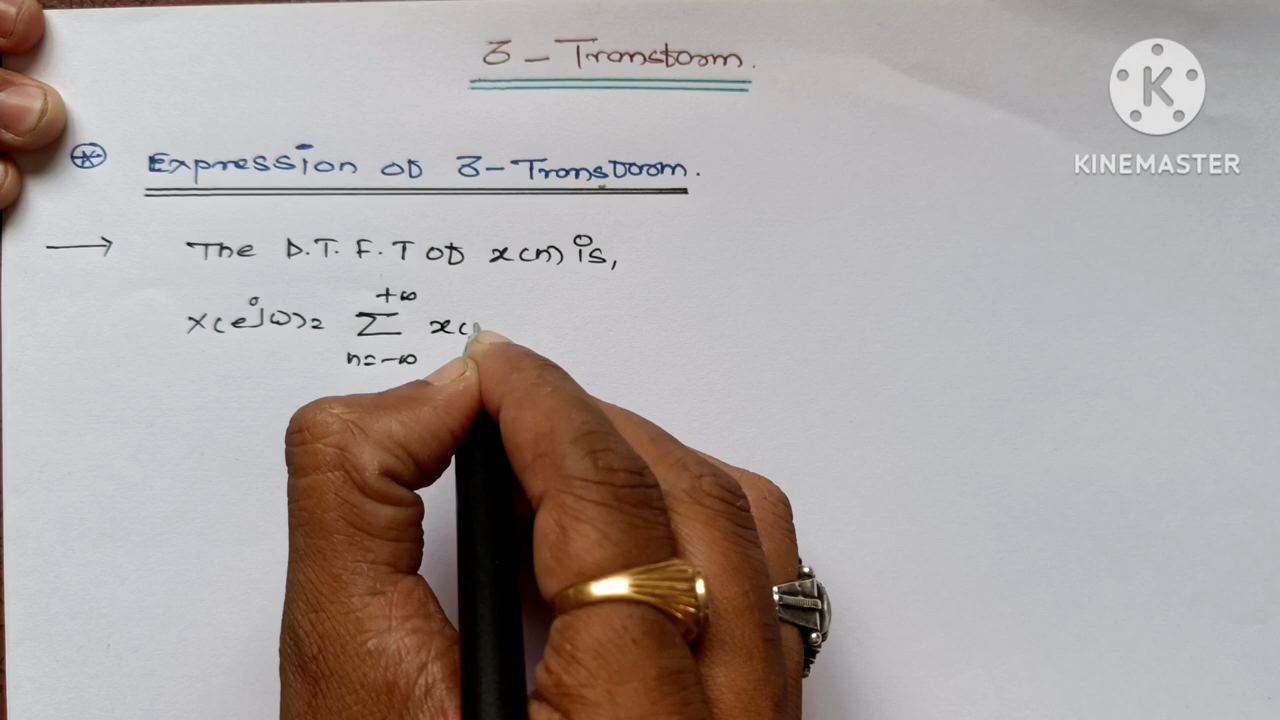 Z - Transform.
Expression of Z-Transform.
→ The D.T.F.T of x(n) is,
X(e^jω) = Σ x(
+∞
n=-∞
K
KINEMASTER